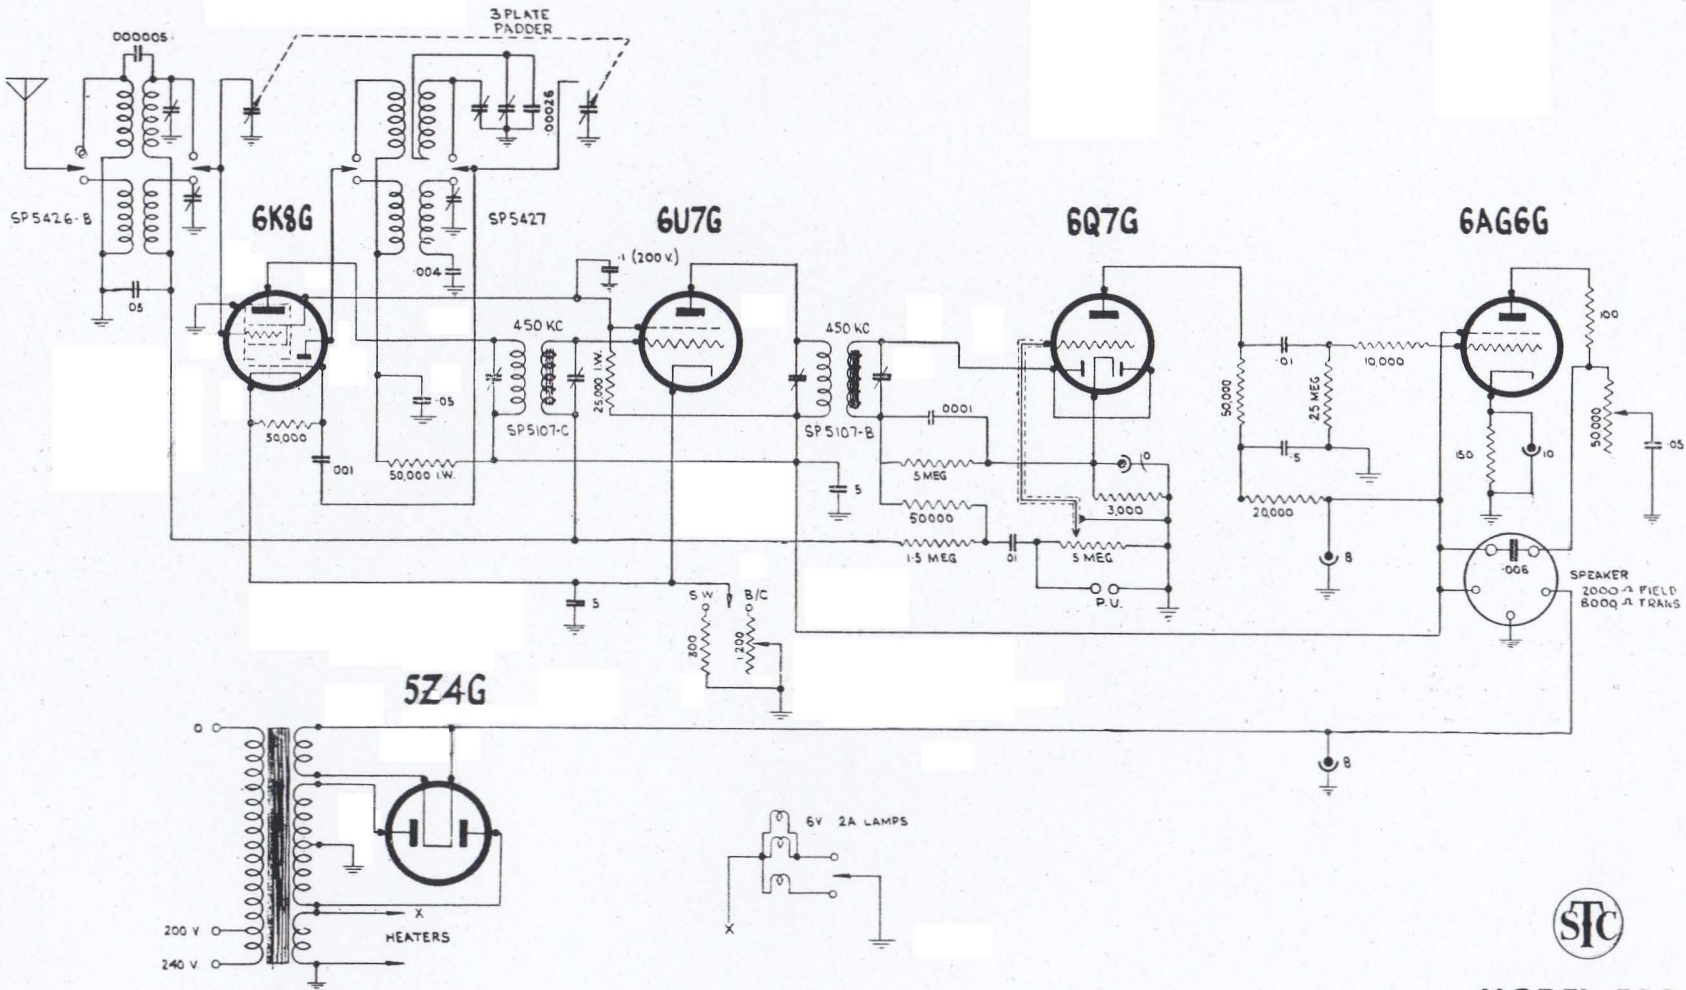 3 PLATE
PADDER
000005
.00026
SP5426-B
6K8G
SP5427
6U7G
6Q7G
6AG6G
.004
.1 (200 V.)
.05
450 KC
450 KC
100
.01
10,000
25,000 1.W.
50,000
.25 MEG
50,000
.05
.05
SP5107-C
SP5107-B
.0001
50,000
.001
50,000 1.W.
.5 MEG
.5
150
10
.5
50000
3,000
20,000
1.5 MEG
.01
.5 MEG
8
.006
SPEAKER
2000 Ω FIELD
8000 Ω TRANS
P.U.
.5
SW
B/C
300
1,200
5Z4G
0
8
6V 2A LAMPS
X
HEATERS
200 V
240 V.
X
STC